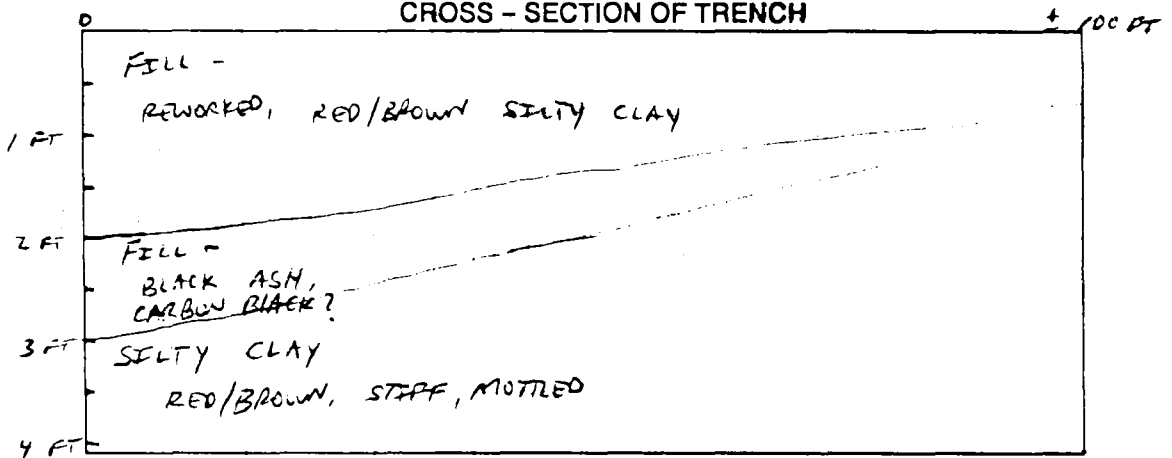 CROSS – SECTION OF TRENCH
0
± 100 FT
FILL -
REWORKED, RED/BROWN SILTY CLAY
1 FT
2 FT
FILL -
BLACK ASH,
CARBON BLACK?
3 FT
SILTY CLAY
RED/BROWN, STIFF, MOTTLED
4 FT